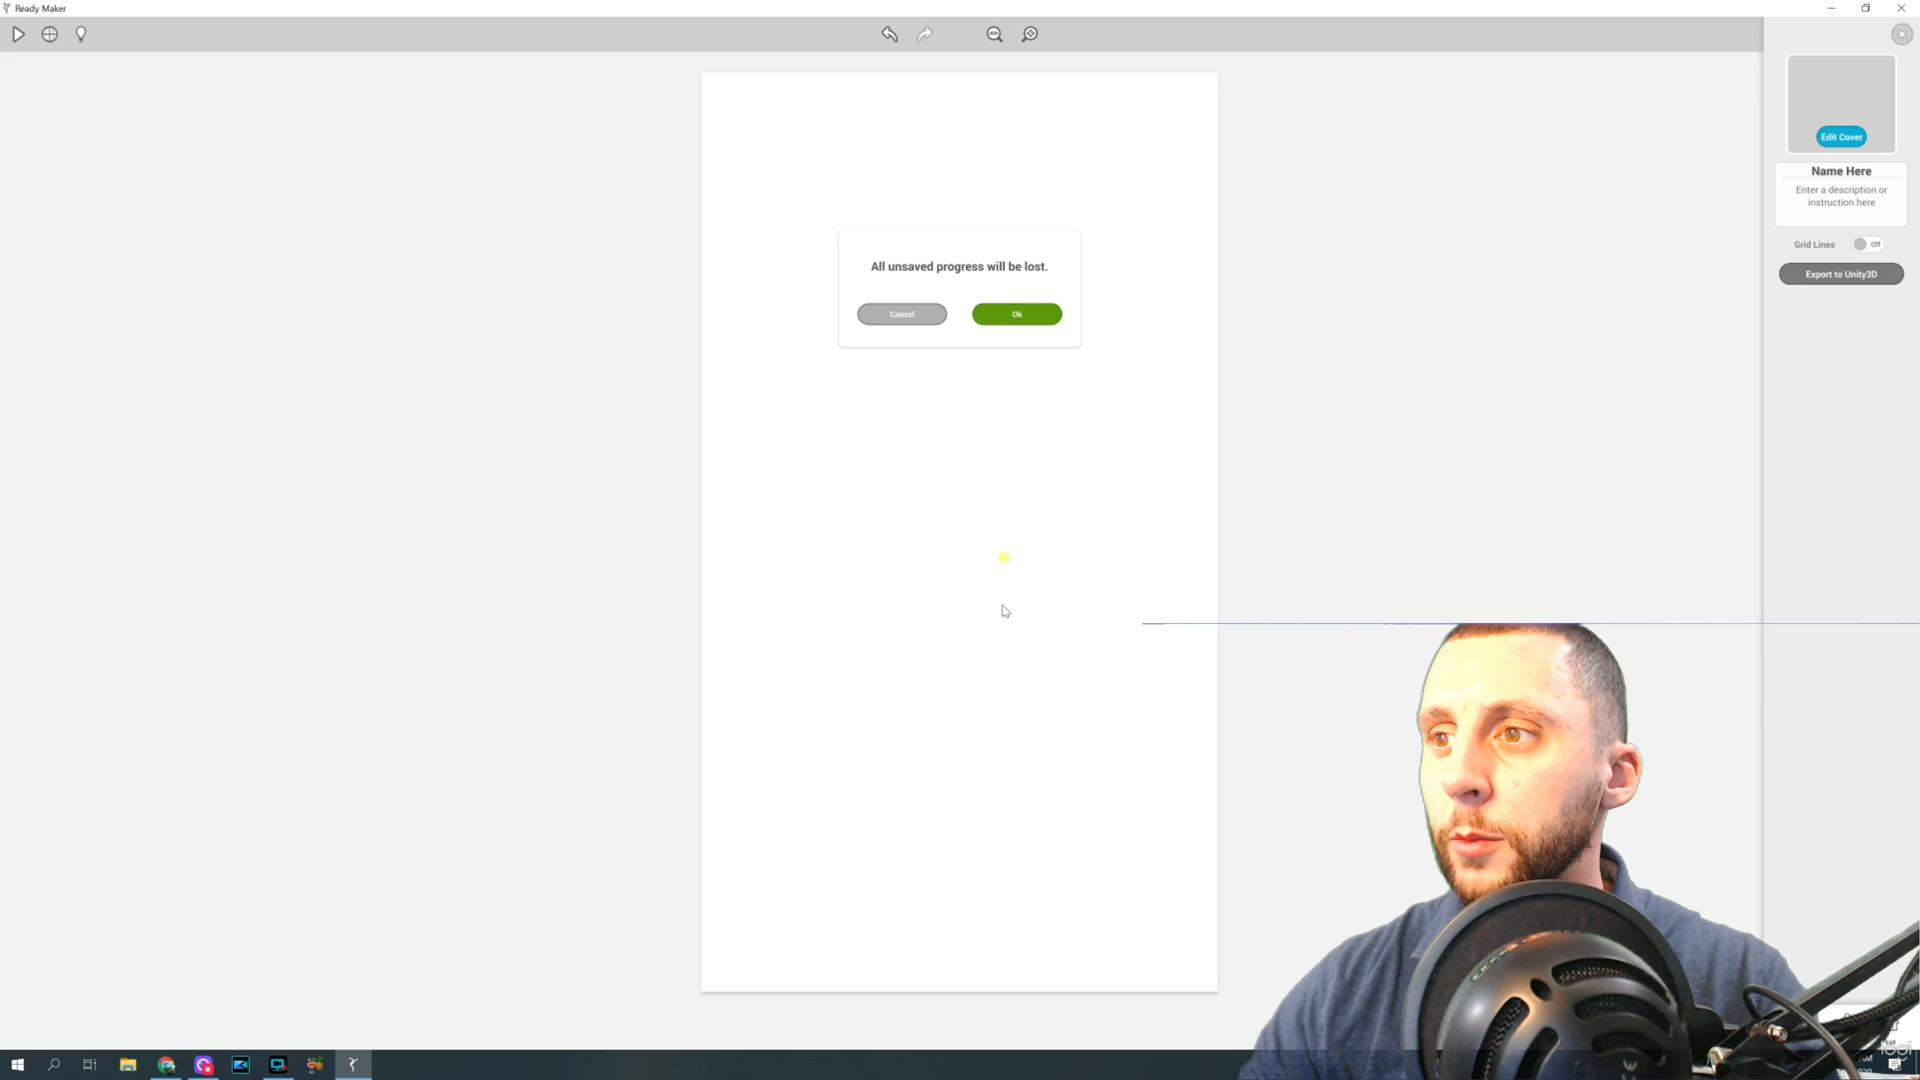 Ready Maker
Edit Cover
Name Here
Enter a description or
instruction here
Grid Lines
Off
Export to Unity3D
All unsaved progress will be lost.
Cancel
Ok
logi